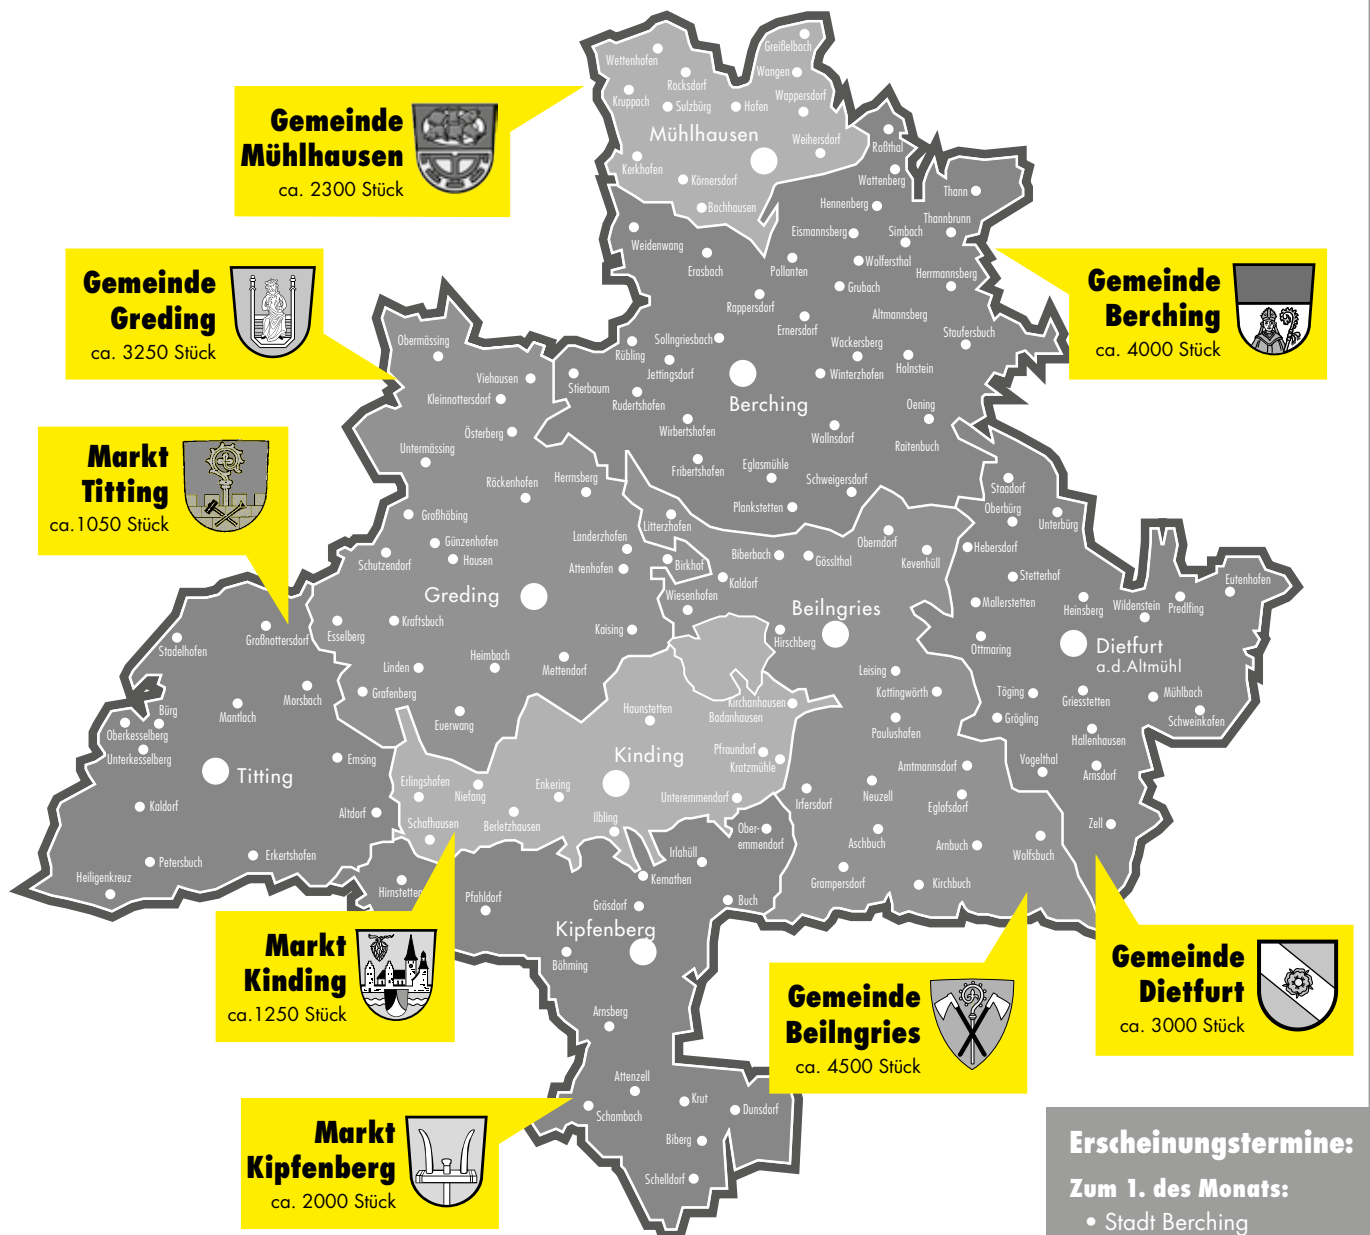 Gemeinde
Mühlhausen
ca. 2300 Stück
Gemeinde
Greding
ca. 3250 Stück
Markt
Titting
ca.1050 Stück
Gemeinde
Berching
ca. 4000 Stück
Markt
Kinding
ca.1250 Stück
Markt
Kipfenberg
ca. 2000 Stück
Gemeinde
Beilngries
ca. 4500 Stück
Gemeinde
Dietfurt
ca. 3000 Stück
Greißelbach
Wettenhofen
Wangen
Rocksdorf
Kruppach
Wappersdorf
Sulzbürg
Hofen
Mühlhausen
Weihersdorf
Kerkhofen
Körnersdorf
Bachhausen
Roßthal
Wattenberg
Thann
Hennenberg
Thannbrunn
Eismannsberg
Simbach
Weidenwang
Erasbach
Pollanten
Wolfersthal
Herrmannsberg
Grubach
Rappersdorf
Ernersdorf
Altmannsberg
Staufersbuch
Sollngriesbach
Wackersberg
Rübling
Jettingsdorf
Holnstein
Winterzhofen
Stierbaum
Rudertshofen
Berching
Oening
Wirbertshofen
Wallnsdorf
Raitenbuch
Fribertshofen
Eglasmühle
Schweigersdorf
Plankstetten
Obermässing
Viehausen
Kleinnottersdorf
Österberg
Untermässing
Röckenhofen
Herrnsberg
Großhöbing
Günzenhofen
Landerzhofen
Schutzendorf
Hausen
Attenhofen
Greding
Kraftsbuch
Esselberg
Kaising
Linden
Heimbach
Mettendorf
Grafenberg
Euerwang
Litterzhofen
Birkhof
Biberbach
Gösslthal
Oberndorf
Kevenhüll
Kaldorf
Wiesenhofen
Beilngries
Hirschberg
Leising
Kottingwörth
Paulushofen
Amtmannsdorf
Neuzell
Irfersdorf
Eglofsdorf
Aschbuch
Arnbuch
Wolfsbuch
Grampersdorf
Kirchbuch
Staadorf
Oberbürg
Unterbürg
Hebersdorf
Stetterhof
Mallerstetten
Heinsberg
Wildenstein
Predlfing
Eutenhofen
Ottmaring
Dietfurt
a.d.Altmühl
Töging
Griesstetten
Mühlbach
Grögling
Schweinkofen
Hallenhausen
Vogelthal
Arnsdorf
Zell
Großnottersdorf
Stadelhofen
Morsbach
Mantlach
Bürg
Oberkesselberg
Unterkesselberg
Titting
Emsing
Kaldorf
Altdorf
Petersbuch
Erkertshofen
Heiligenkreuz
Kirchanhausen
Badanhausen
Haunstetten
Kinding
Pfraundorf
Kratzmühle
Erlingshofen
Niefang
Enkering
Unteremmendorf
Schafhausen
Berletzhausen
Ilbling
Ober-
emmendorf
Irlahüll
Hirnstetten
Kemathen
Pfahldorf
Grösdorf
Buch
Kipfenberg
Böhming
Arnsberg
Attenzell
Schambach
Krut
Dunsdorf
Biberg
Schelldorf
Erscheinungstermine:
Zum 1. des Monats:
• Stadt Berching